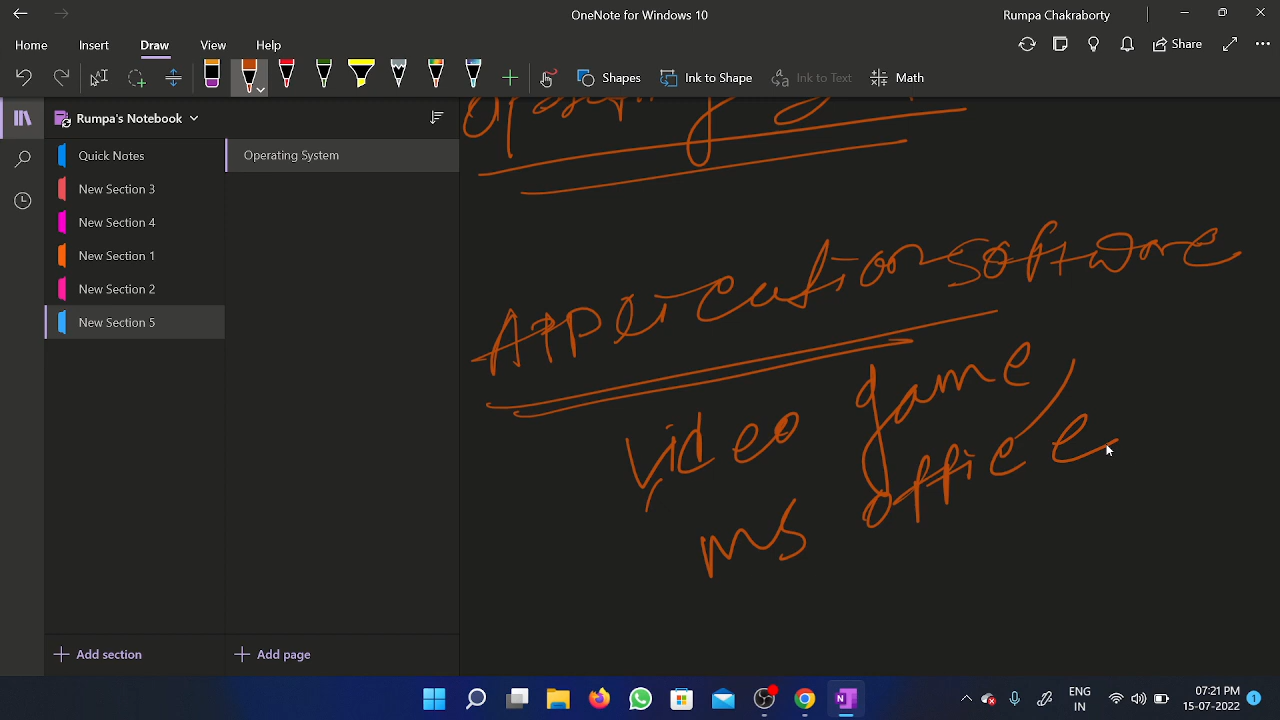 OneNote for Windows 10
Rumpa Chakraborty
Home Insert Draw View Help
Share
Shapes Ink to Shape Ink to Text Math
Rumpa's Notebook
Quick Notes
New Section 3
New Section 4
New Section 1
New Section 2
New Section 5
Add section
Operating System
Add page
Operating
Application software
Video game,
ms office
ENG
IN
07:21 PM
15-07-2022
1